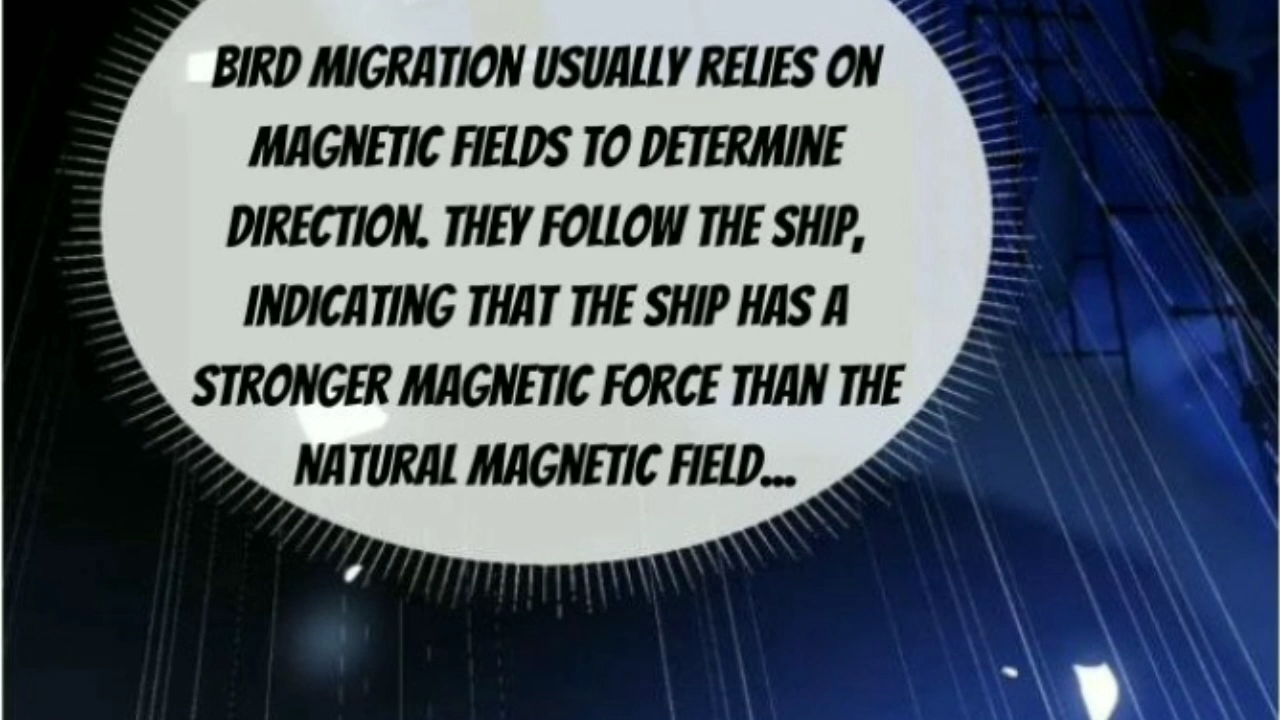 BIRD MIGRATION USUALLY RELIES ON
MAGNETIC FIELDS TO DETERMINE
DIRECTION. THEY FOLLOW THE SHIP,
INDICATING THAT THE SHIP HAS A
STRONGER MAGNETIC FORCE THAN THE
NATURAL MAGNETIC FIELD...